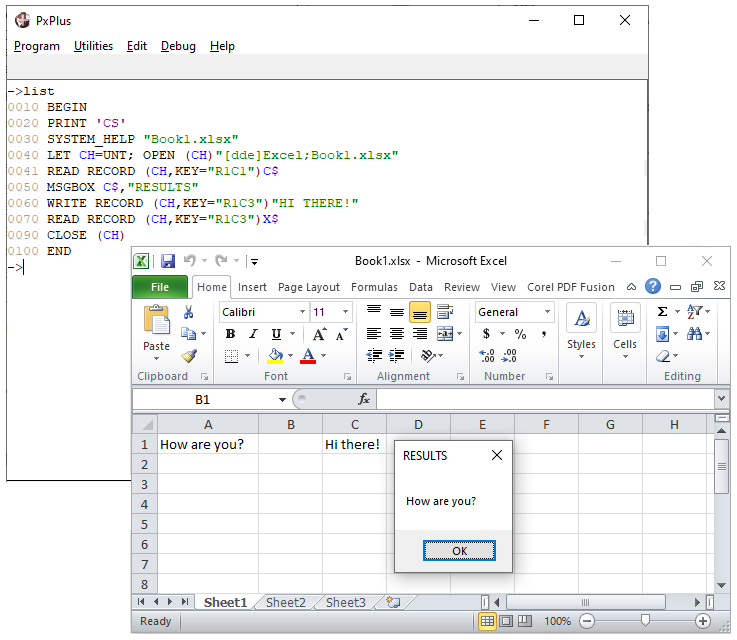 PxPlus
Program Utilities Edit Debug Help
->list
0010 BEGIN
0020 PRINT 'CS'
0030 SYSTEM_HELP "Book1.xlsx"
0040 LET CH=UNT; OPEN (CH)"[dde]Excel;Book1.xlsx"
0041 READ RECORD (CH,KEY="R1C1")C$
0050 MSGBOX C$,"RESULTS"
0060 WRITE RECORD (CH,KEY="R1C3")"HI THERE!"
0070 READ RECORD (CH,KEY="R1C3")X$
0090 CLOSE (CH)
0100 END
->
Book1.xlsx - Microsoft Excel
File Home Insert Page Layout Formulas Data Review View Corel PDF Fusion
Calibri 11 General
Paste B I U A A $ % , Styles Cells
Clipboard Font Alignment Number Editing
B1 fx
A B C D E F G H
1 How are you? Hi there!
2
3
4
5
6
7
8
RESULTS
How are you?
OK
Sheet1 Sheet2 Sheet3
Ready 100%